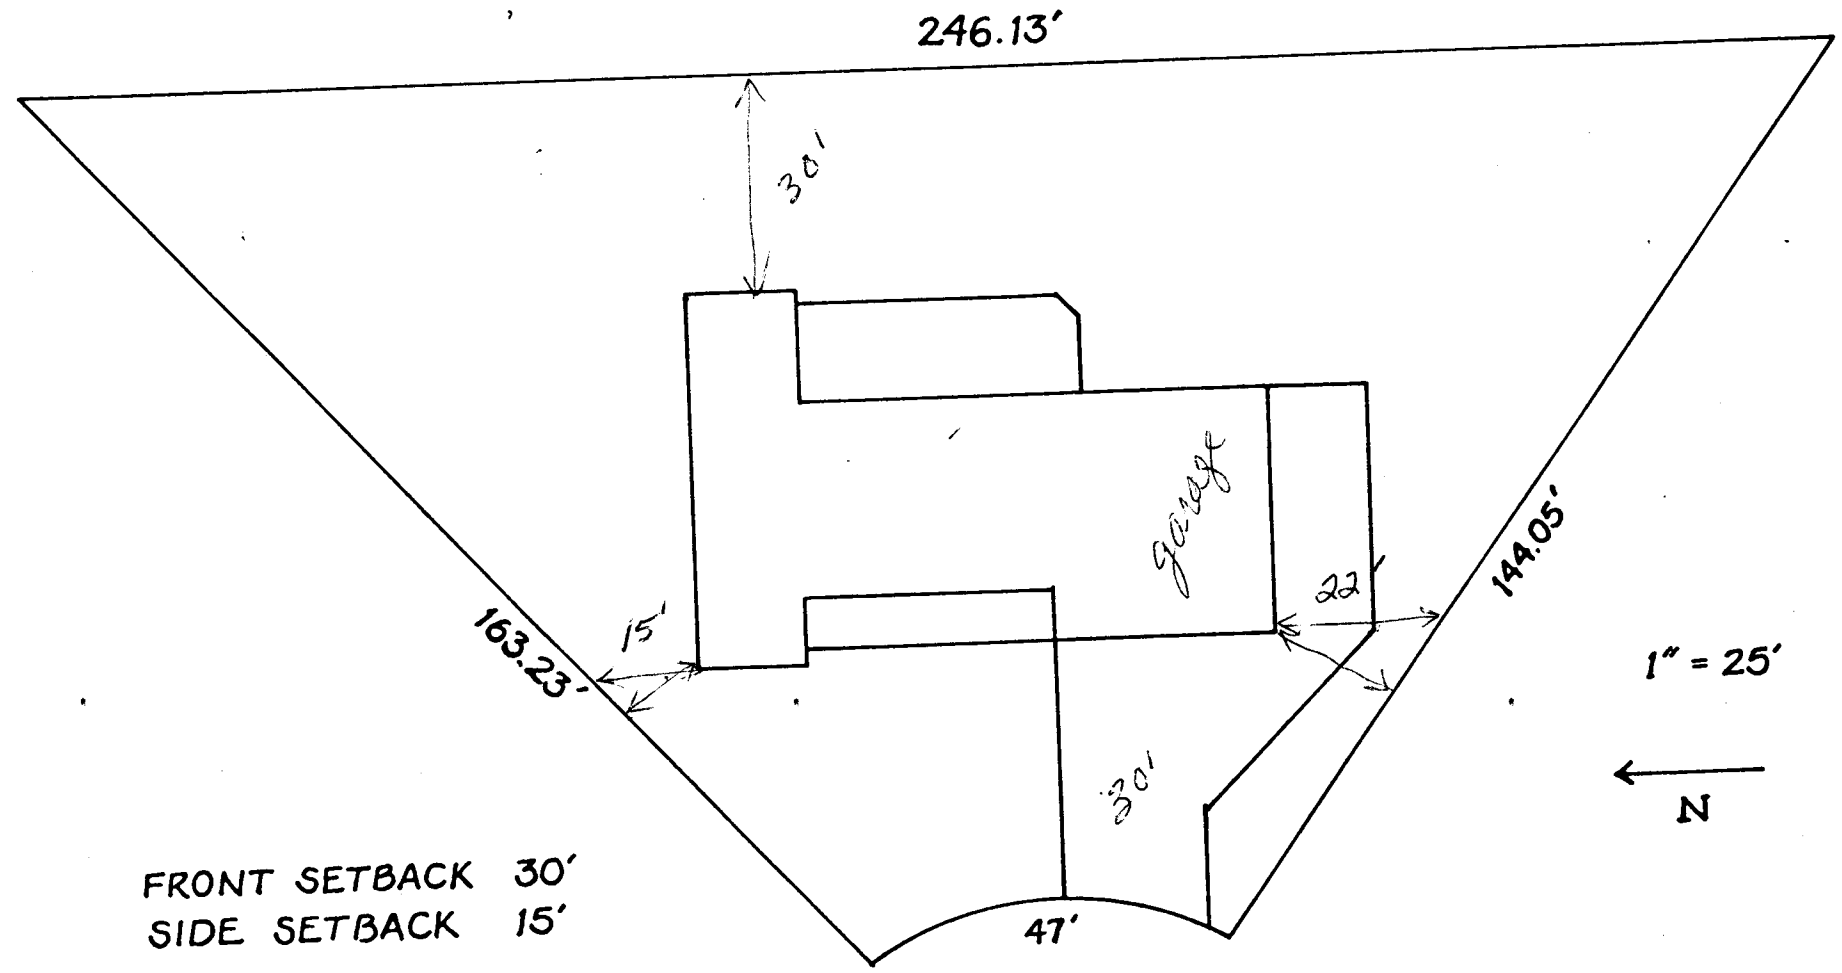 246.13'
30'
garage
22'
15'
163.23'
144.05'
1" = 25'
N
30'
FRONT SETBACK 30'
SIDE SETBACK 15'
47'